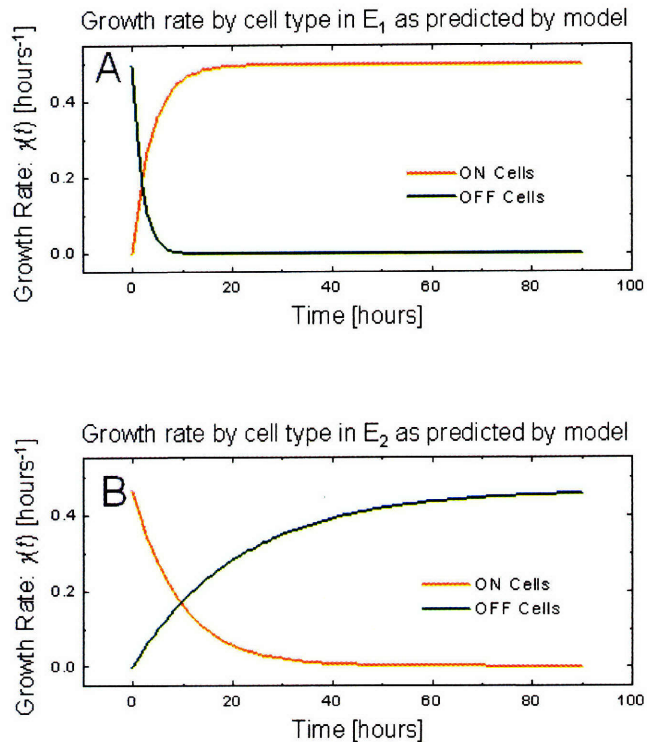 Growth rate by cell type in E₁ as predicted by model
A
Growth Rate: γ(t) [hours⁻¹]
0.4
0.2
0.0
ON Cells
OFF Cells
0 20 40 60 80 100
Time [hours]
Growth rate by cell type in E₂ as predicted by model
B
Growth Rate: γ(t) [hours⁻¹]
0.4
0.2
0.0
ON Cells
OFF Cells
0 20 40 60 80 100
Time [hours]